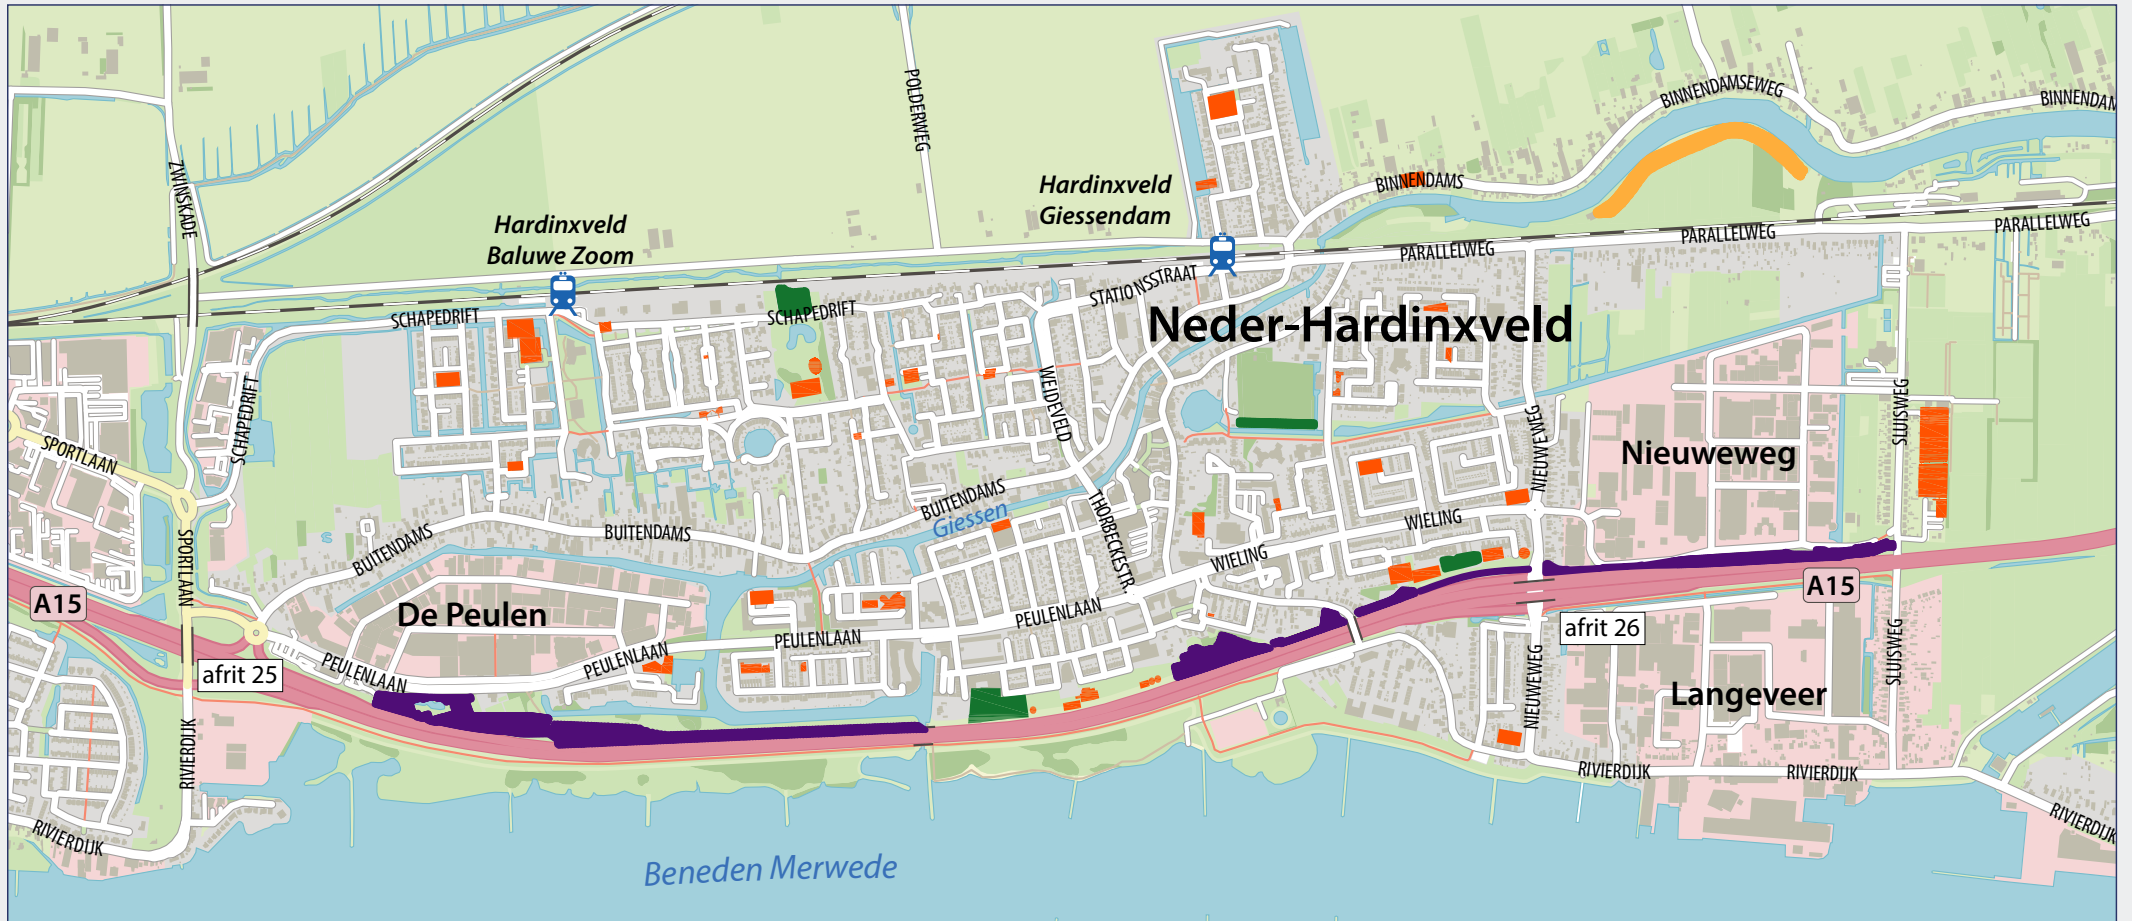 POLDERWEG
BINNENDAMSEWEG
BINNENDAM
ZWIJNSKADE
Hardinxveld
Giessendam
BINNENDAMS
Hardinxveld
Baluwe Zoom
PARALLELWEG
PARALLELWEG
PARALLELWEG
STATIONSSTRAAT
SCHAPEDRIFT
SCHAPEDRIFT
Neder-Hardinxveld
SCHAPEDRIFT
WEIDEVELD
NIEUWEWEG
SLUISWEG
SPORTLAAN
Nieuweweg
BUITENDAMS
Giessen
THORBECKESTR.
WIELING
BUITENDAMS
BUITENDAMS
WIELING
SPORTLAAN
A15
A15
De Peulen
PEULENLAAN
PEULENLAAN
afrit 26
PEULENLAAN
PEULENLAAN
afrit 25
SLUISWEG
NIEUWEWEG
Langeveer
RIVIERDIJK
RIVIERDIJK
RIVIERDIJK
RIVIERDIJK
RIVIERDIJK
Beneden Merwede